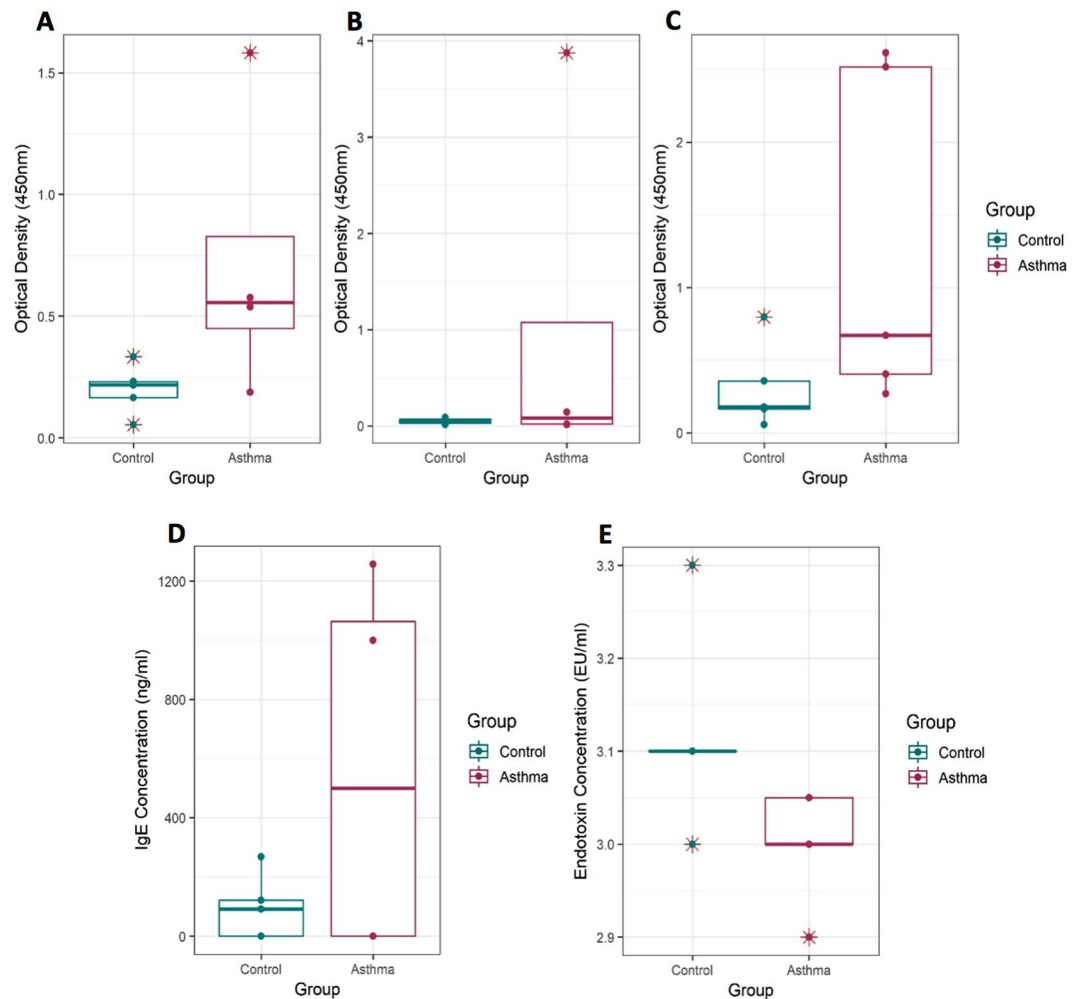 A
B
C
Optical Density (450nm)
1.5
1.0
0.5
0.0
Control
Asthma
Group
Optical Density (450nm)
4
3
2
1
0
Control
Asthma
Group
Optical Density (450nm)
2
1
0
Control
Asthma
Group
Group
Control
Asthma
D
E
IgE Concentration (ng/ml)
1200
800
400
0
Control
Asthma
Group
Group
Control
Asthma
Endotoxin Concentration (EU/ml)
3.3
3.2
3.1
3.0
2.9
Control
Asthma
Group
Group
Control
Asthma